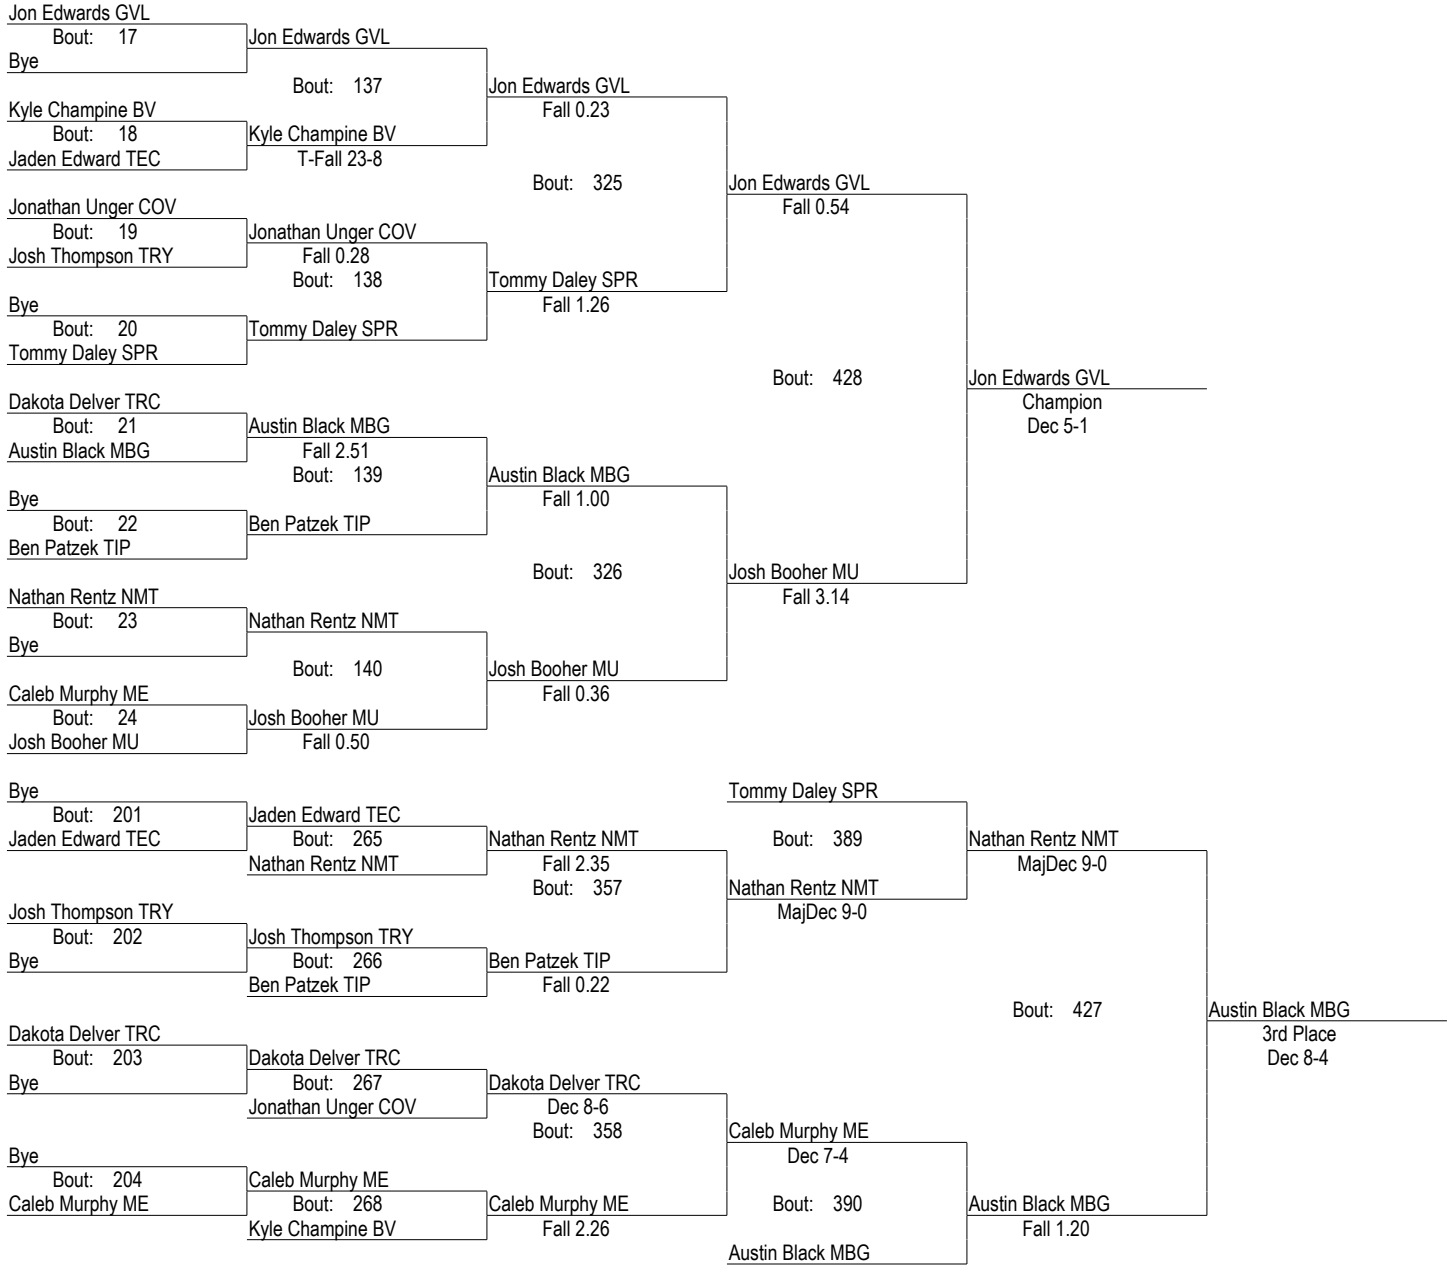 Jon Edwards GVL
Bout: 17 Jon Edwards GVL
Bye
Bout: 137 Jon Edwards GVL
Kyle Champine BV Fall 0.23
Bout: 18 Kyle Champine BV
Jaden Edward TEC T-Fall 23-8
Bout: 325 Jon Edwards GVL
Jonathan Unger COV Fall 0.54
Bout: 19 Jonathan Unger COV
Josh Thompson TRY Fall 0.28
Bout: 138 Tommy Daley SPR
Bye Fall 1.26
Bout: 20 Tommy Daley SPR
Tommy Daley SPR
Bout: 428 Jon Edwards GVL
Dakota Delver TRC Champion
Bout: 21 Austin Black MBG Dec 5-1
Austin Black MBG Fall 2.51
Bout: 139 Austin Black MBG
Bye Fall 1.00
Bout: 22 Ben Patzek TIP
Ben Patzek TIP
Bout: 326 Josh Booher MU
Nathan Rentz NMT Fall 3.14
Bout: 23 Nathan Rentz NMT
Bye
Bout: 140 Josh Booher MU
Caleb Murphy ME Fall 0.36
Bout: 24 Josh Booher MU
Josh Booher MU Fall 0.50
Bye Tommy Daley SPR
Bout: 201 Jaden Edward TEC
Jaden Edward TEC Bout: 265 Nathan Rentz NMT Bout: 389 Nathan Rentz NMT
Nathan Rentz NMT Fall 2.35 MajDec 9-0
Bout: 357 Nathan Rentz NMT
Josh Thompson TRY MajDec 9-0
Bout: 202 Josh Thompson TRY
Bye Bout: 266 Ben Patzek TIP
Ben Patzek TIP Fall 0.22
Bout: 427 Austin Black MBG
Dakota Delver TRC 3rd Place
Bout: 203 Dakota Delver TRC Dec 8-4
Bye Bout: 267 Dakota Delver TRC
Jonathan Unger COV Dec 8-6
Bout: 358 Caleb Murphy ME
Bye Dec 7-4
Bout: 204 Caleb Murphy ME
Caleb Murphy ME Bout: 268 Caleb Murphy ME Bout: 390 Austin Black MBG
Kyle Champine BV Fall 2.26 Fall 1.20
Austin Black MBG